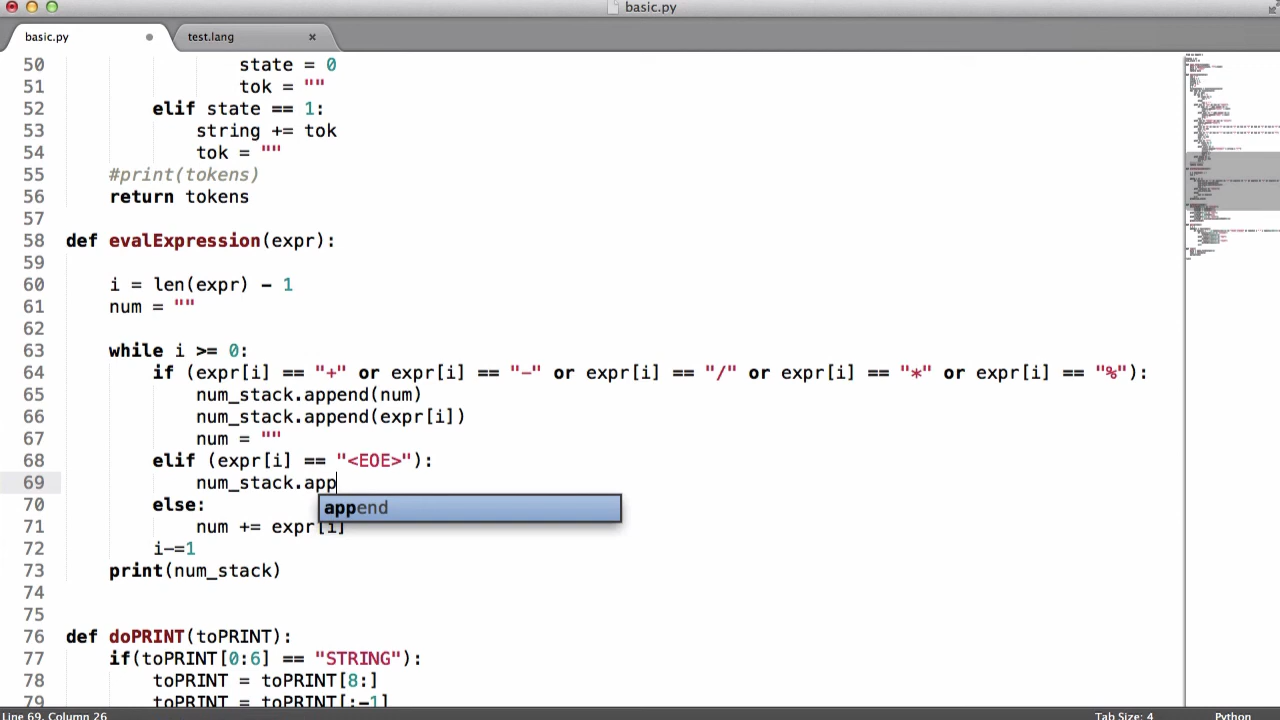 basic.py
basic.py test.lang
50 state = 0
51 tok = ""
52 elif state == 1:
53 string += tok
54 tok = ""
55 #print(tokens)
56 return tokens
57
58 def evalExpression(expr):
59
60 i = len(expr) - 1
61 num = ""
62
63 while i >= 0:
64 if (expr[i] == "+" or expr[i] == "-" or expr[i] == "/" or expr[i] == "*" or expr[i] == "%"):
65 num_stack.append(num)
66 num_stack.append(expr[i])
67 num = ""
68 elif (expr[i] == "<EOE>"):
69 num_stack.app
append
70 else:
71 num += expr[i]
72 i-=1
73 print(num_stack)
74
75
76 def doPRINT(toPRINT):
77 if(toPRINT[0:6] == "STRING"):
78 toPRINT = toPRINT[8:]
79 toPRINT = toPRINT[:-1]
Line 69, Column 26 Tab Size: 4 Python